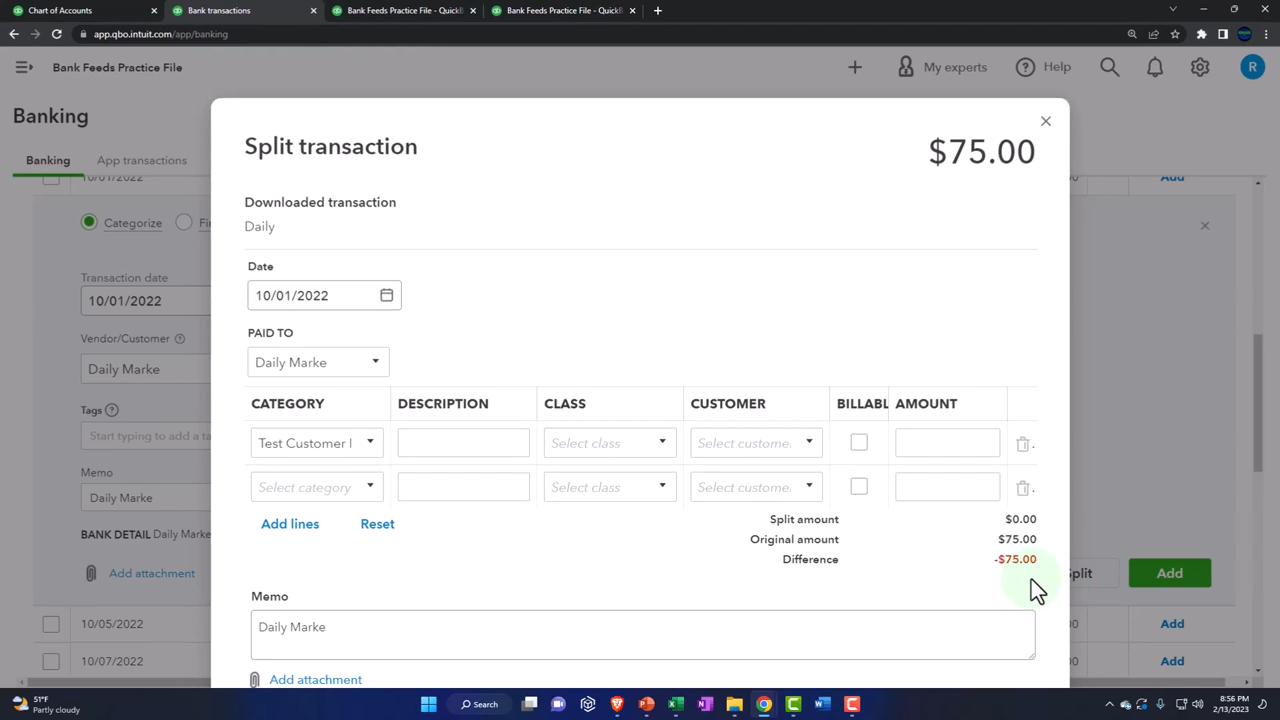 Chart of Accounts
Bank transactions
Bank Feeds Practice File - QuickB
Bank Feeds Practice File - QuickB
app.qbo.intuit.com/app/banking
Bank Feeds Practice File
My experts
Help
R
Banking
Banking
App transactions
10/01/2022
Add
Categorize
Transaction date
10/01/2022
Vendor/Customer
Daily Marke
Tags
Start typing to add a ta
Memo
Daily Marke
BANK DETAIL Daily Marke
Add attachment
Split transaction
$75.00
Downloaded transaction
Daily
Date
10/01/2022
PAID TO
Daily Marke
CATEGORY DESCRIPTION CLASS CUSTOMER BILLABL AMOUNT
Test Customer Select class Select custome.
Select category Select class Select custome.
Add lines Reset
Split amount $0.00
Original amount $75.00
Difference -$75.00
Memo
Daily Marke
Add attachment
Split
Add
10/05/2022
Add
10/07/2022
Add
51°F
Partly cloudy
Search
8:56 PM
2/13/2023